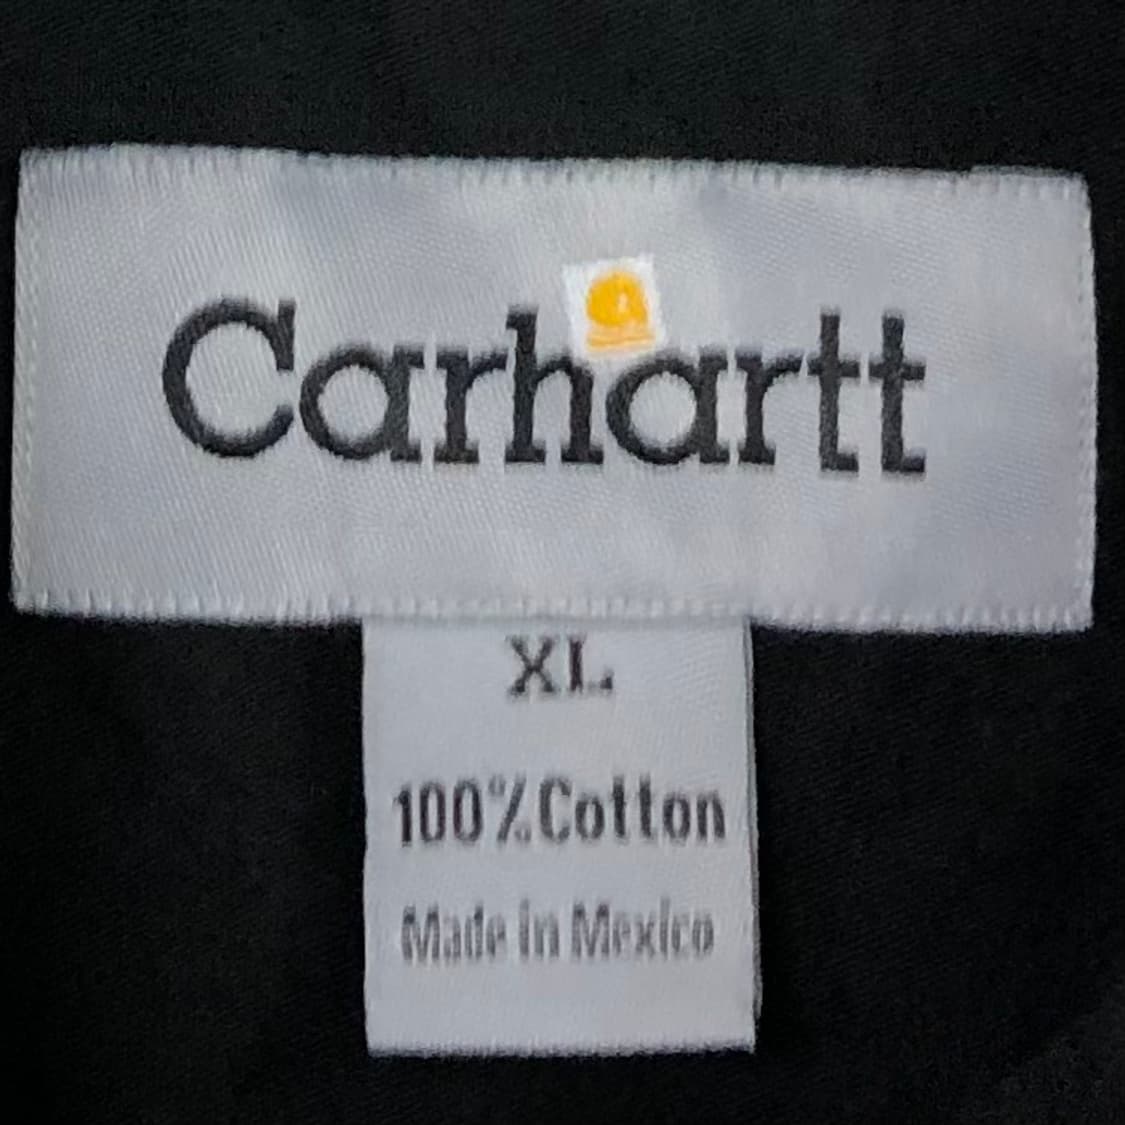 Carhartt
XL
100% Cotton
Made in Mexico